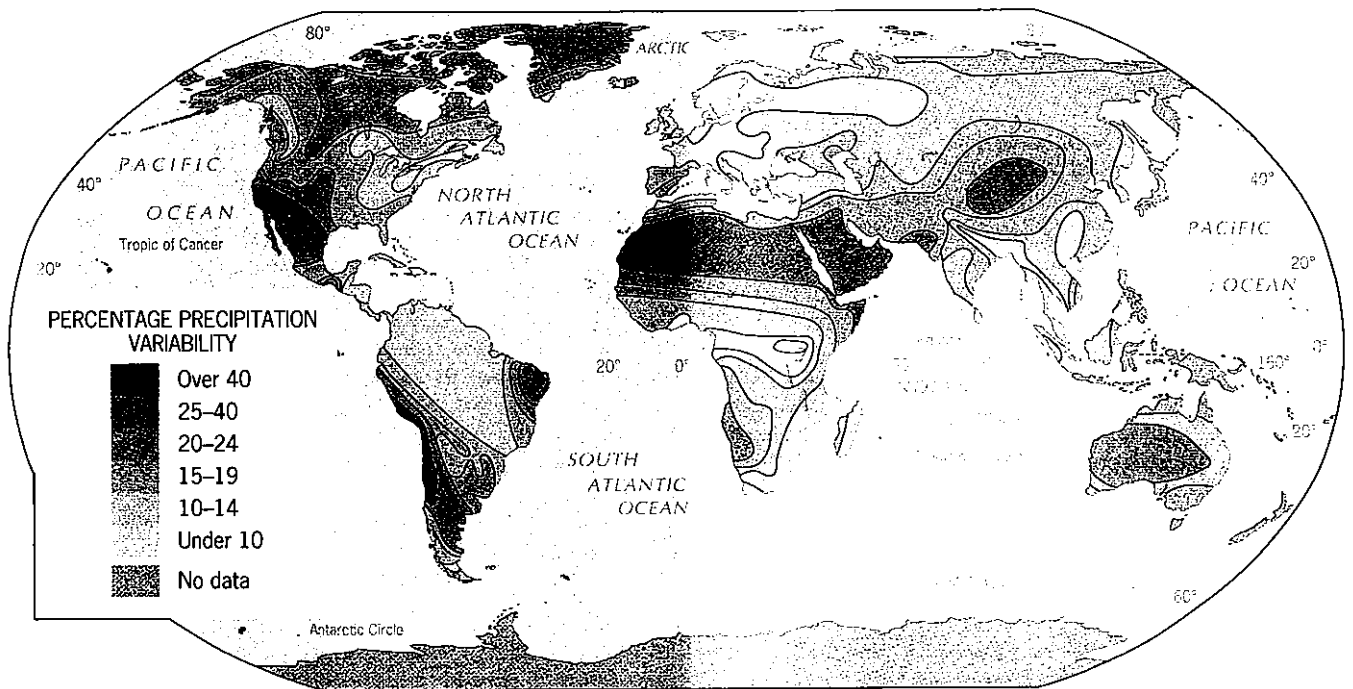 80°
ARCTIC
PACIFIC
40°
OCEAN
Tropic of Cancer
20°
NORTH
ATLANTIC
OCEAN
40°
PACIFIC
20°
OCEAN
PERCENTAGE PRECIPITATION
VARIABILITY
Over 40
25–40
20–24
15–19
10–14
Under 10
No data
20°
0°
160°
0°
20°
SOUTH
ATLANTIC
OCEAN
60°
Antarctic Circle